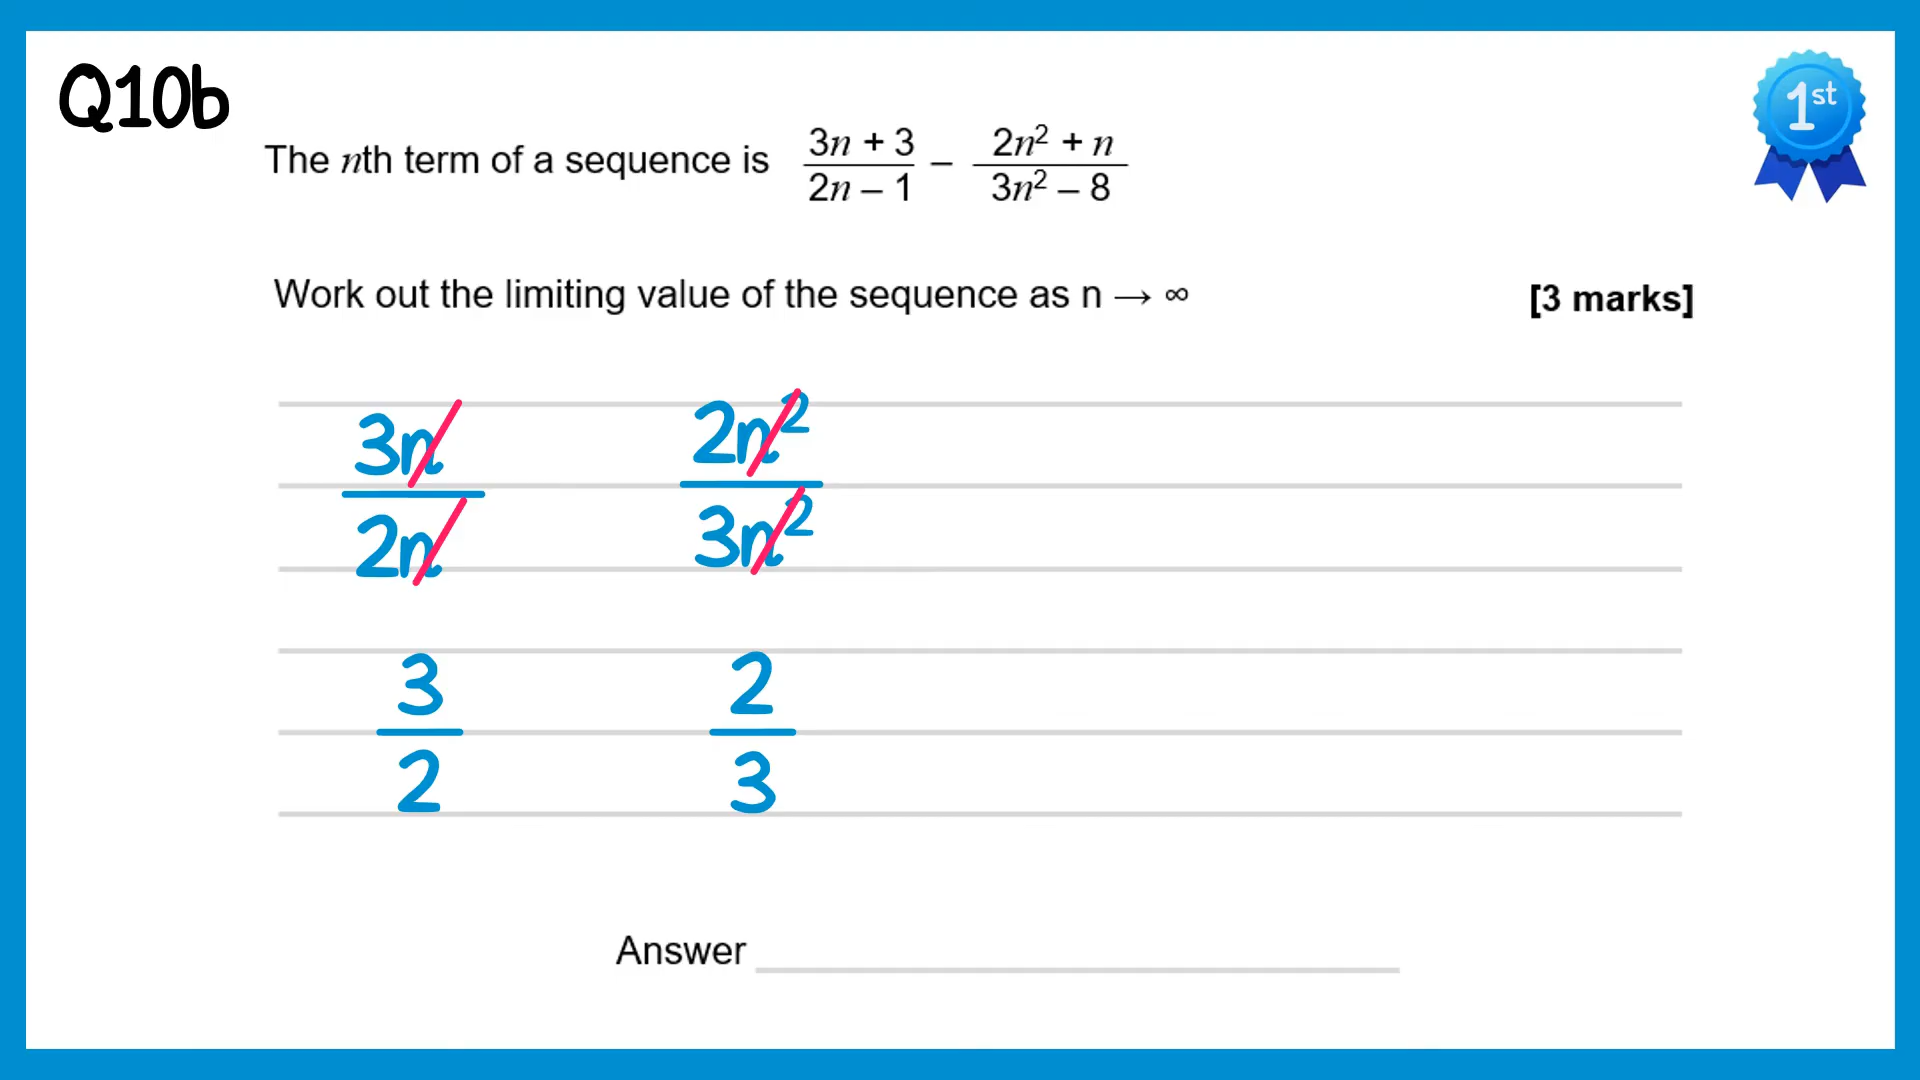 Q10b
1st
The nth term of a sequence is (3n + 3)/(2n – 1) – (2n² + n)/(3n² – 8)
Work out the limiting value of the sequence as n → ∞ [3 marks]
3n/2n 2n²/3n²
3/2 2/3
Answer